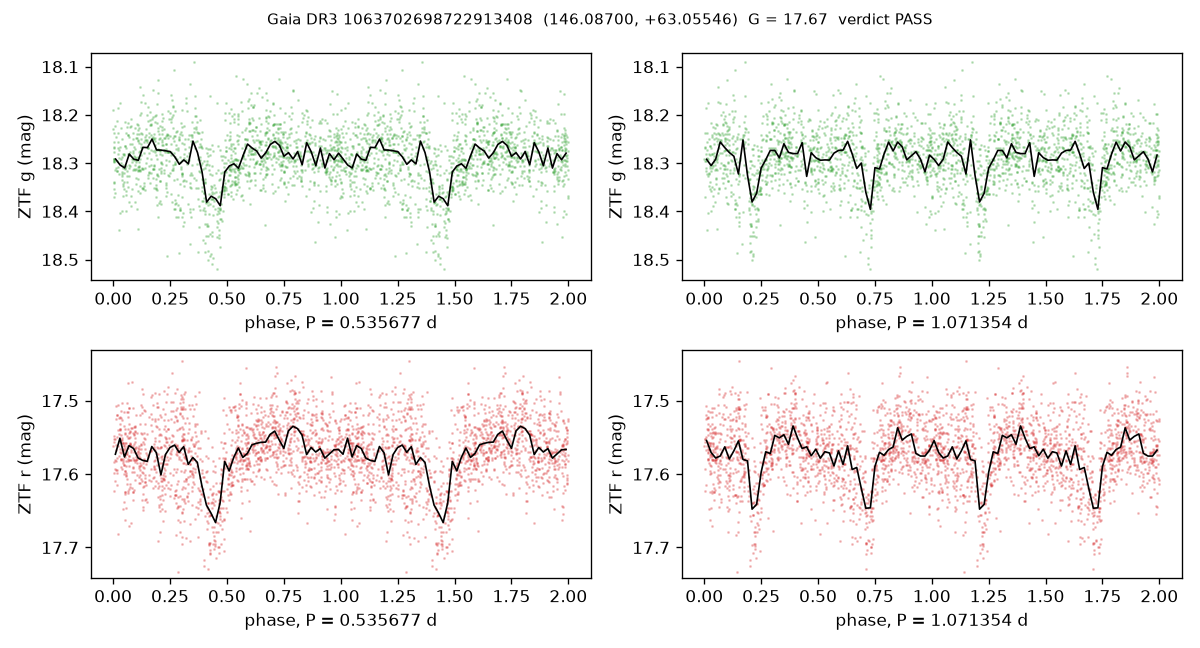 Gaia DR3 1063702698722913408  (146.08700, +63.05546)  G = 17.67  verdict PASS
18.1
18.2
18.3
18.4
18.5
ZTF g (mag)
0.00 0.25 0.50 0.75 1.00 1.25 1.50 1.75 2.00
phase, P = 0.535677 d
18.1
18.2
18.3
18.4
18.5
ZTF g (mag)
0.00 0.25 0.50 0.75 1.00 1.25 1.50 1.75 2.00
phase, P = 1.071354 d
17.5
17.6
17.7
ZTF r (mag)
0.00 0.25 0.50 0.75 1.00 1.25 1.50 1.75 2.00
phase, P = 0.535677 d
17.5
17.6
17.7
ZTF r (mag)
0.00 0.25 0.50 0.75 1.00 1.25 1.50 1.75 2.00
phase, P = 1.071354 d